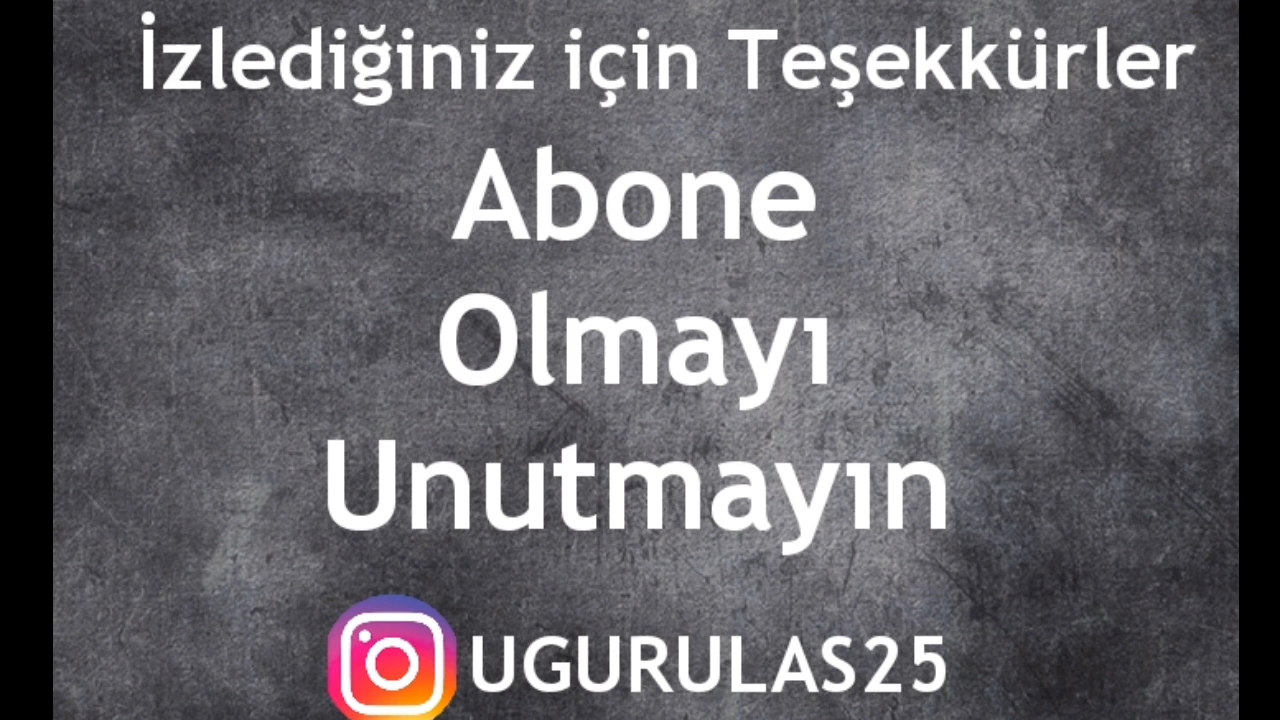 İzlediğiniz için Teşekkürler
Abone
Olmayı
Unutmayın
UGURULAS25